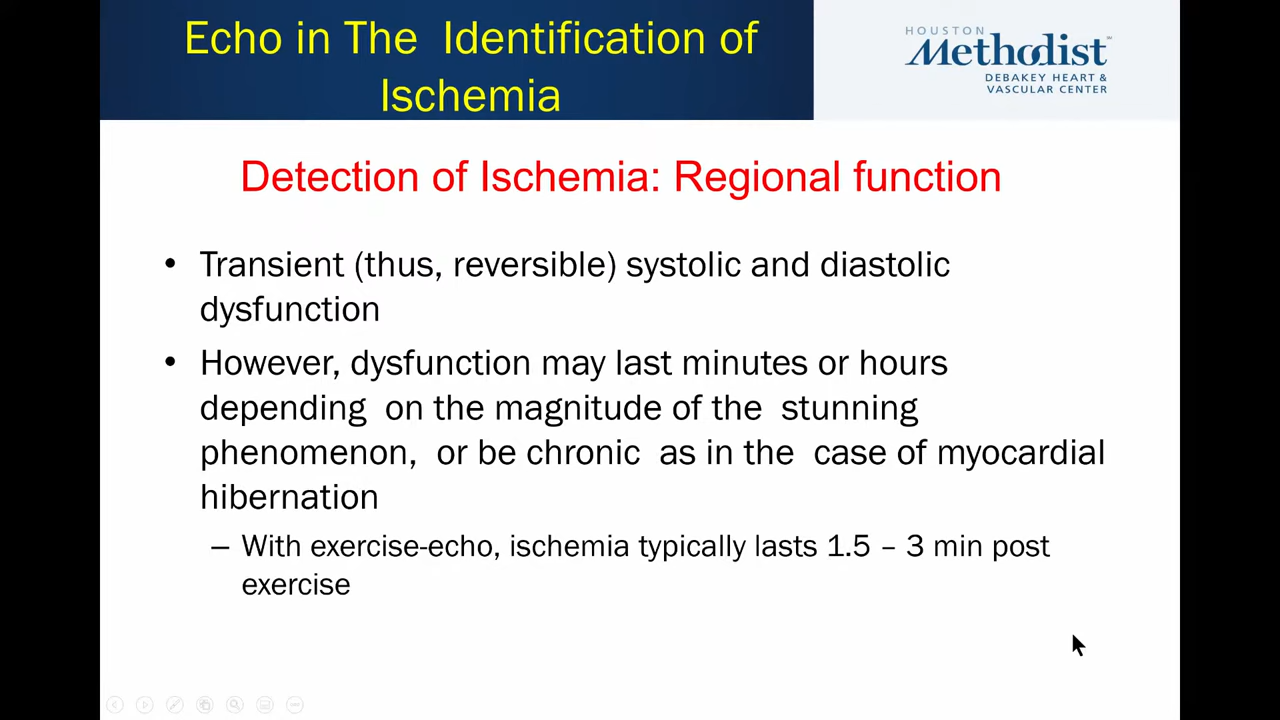 Echo in The Identification of
Ischemia
HOUSTON
Methodist
DEBAKEY HEART &
VASCULAR CENTER
Detection of Ischemia: Regional function
• Transient (thus, reversible) systolic and diastolic
dysfunction
• However, dysfunction may last minutes or hours
depending on the magnitude of the stunning
phenomenon, or be chronic as in the case of myocardial
hibernation
– With exercise-echo, ischemia typically lasts 1.5 – 3 min post
exercise